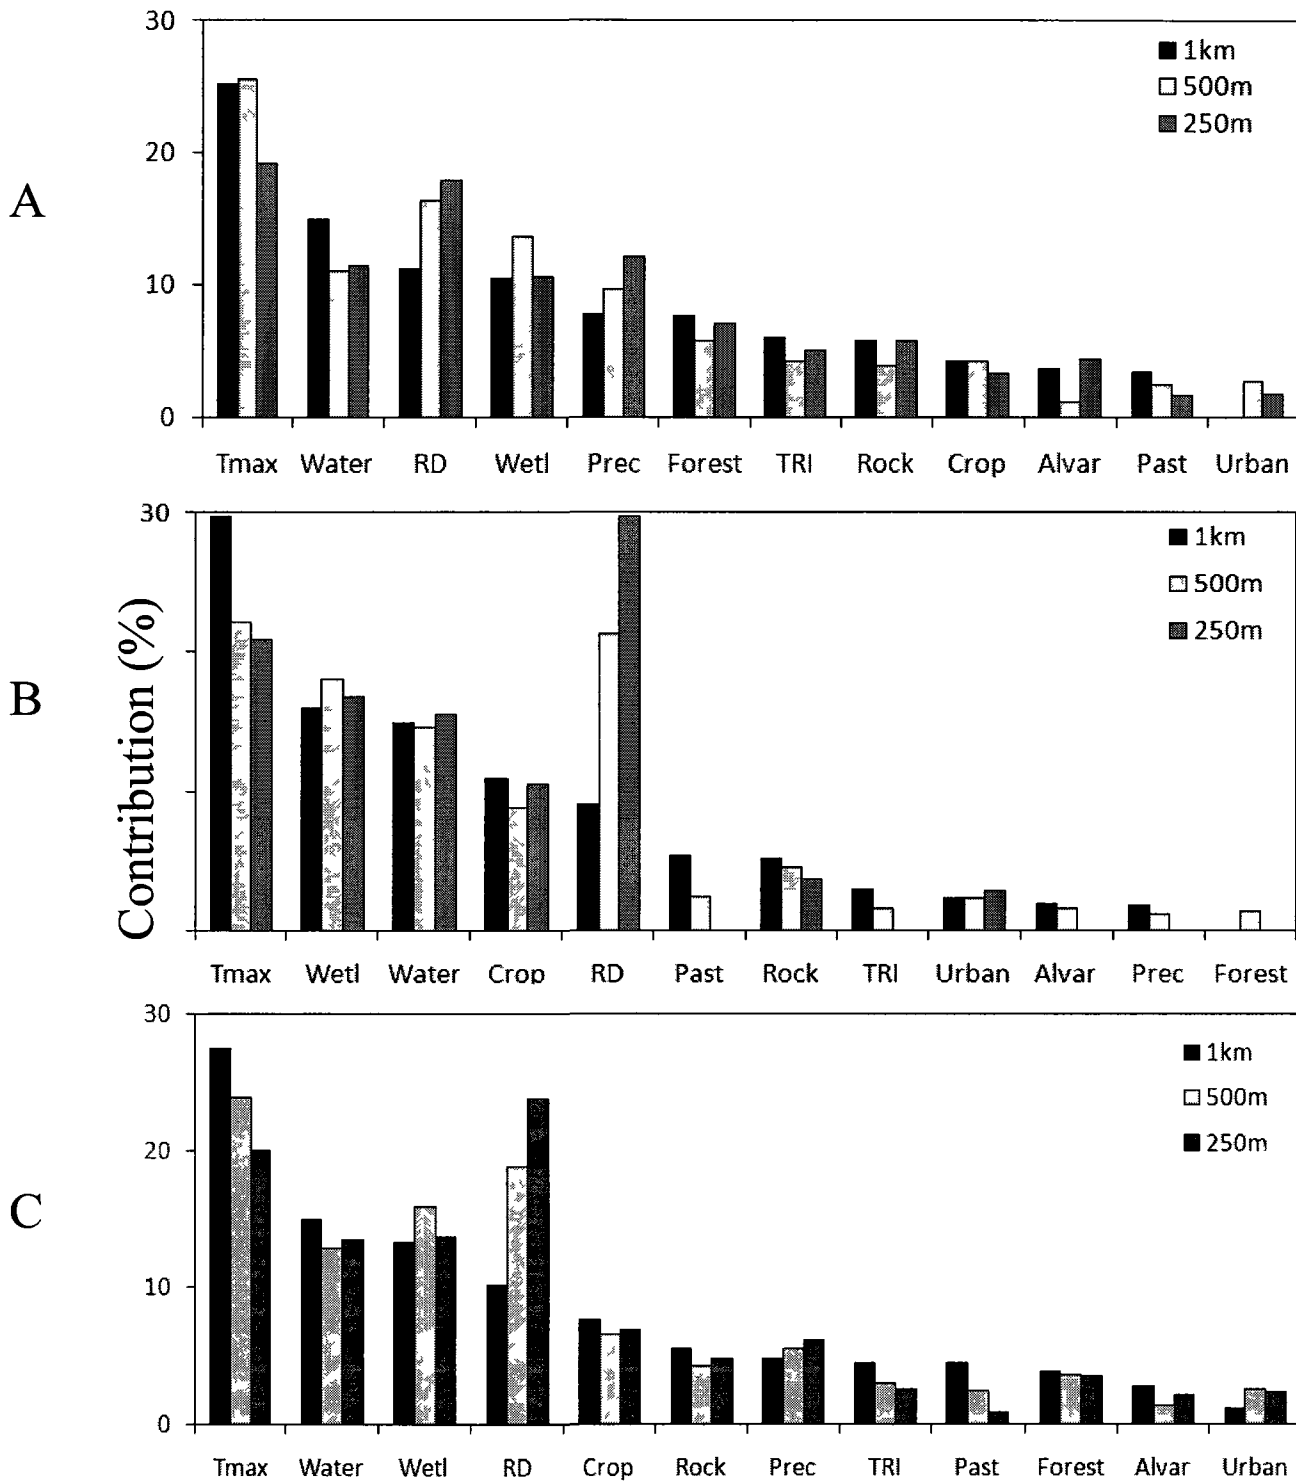 A
30
20
10
0
1km
500m
250m
Tmax Water RD Wetl Prec Forest TRI Rock Crop Alvar Past Urban
B
Contribution (%)
30
1km
500m
250m
Tmax Wetl Water Crop RD Past Rock TRI Urban Alvar Prec Forest
C
30
20
10
0
1km
500m
250m
Tmax Water Wetl RD Crop Rock Prec TRI Past Forest Alvar Urban